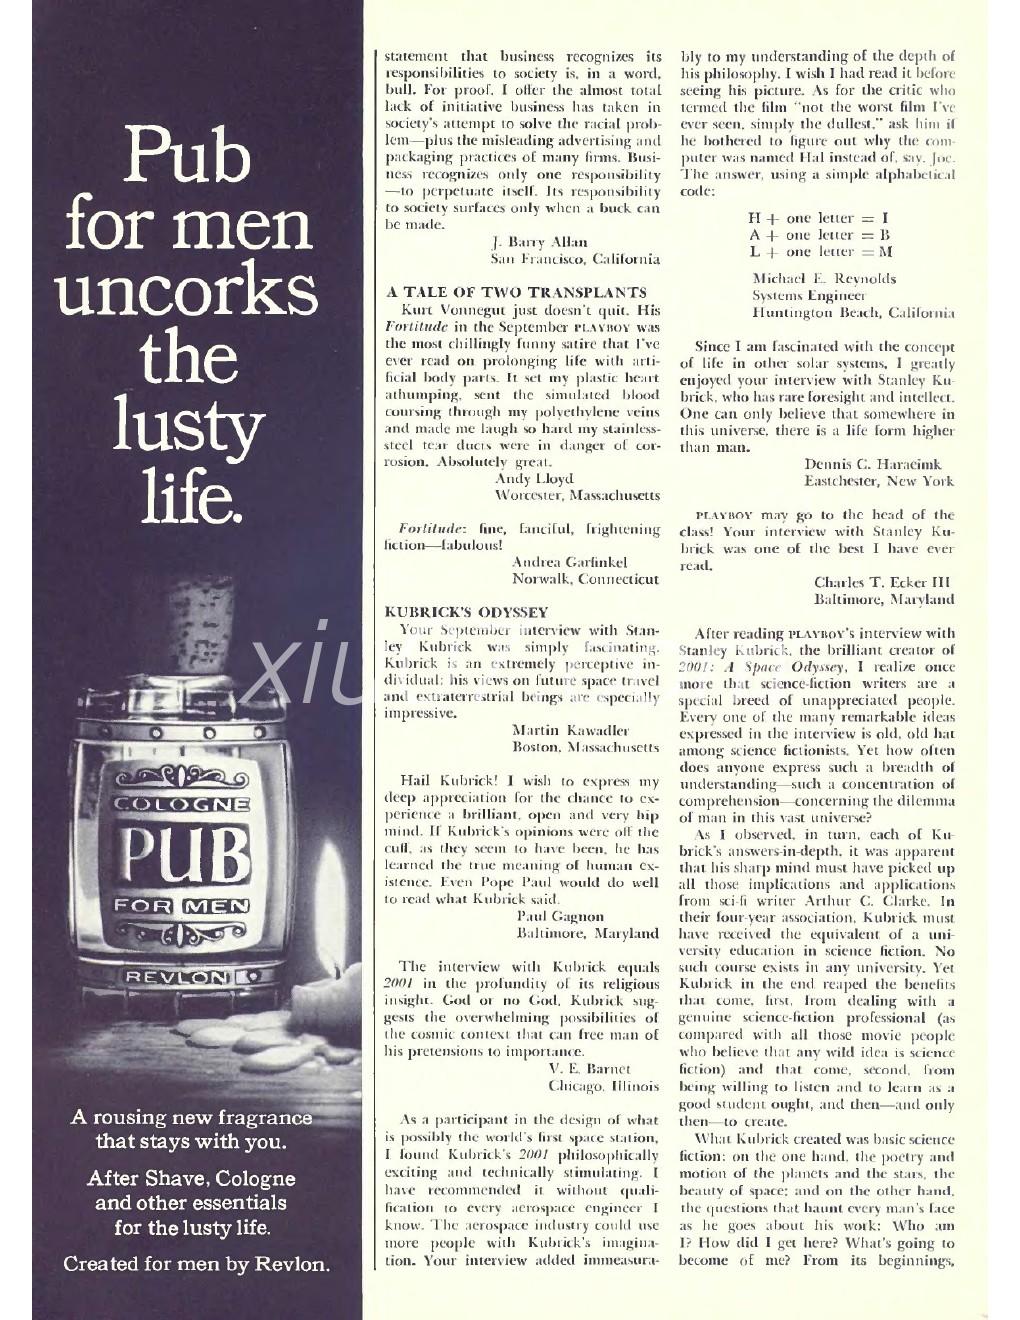 Pub
for men
uncorks
the
lusty
life.
COLOGNE
PUB
FOR MEN
REVLON
A rousing new fragrance
that stays with you.
After Shave, Cologne
and other essentials
for the lusty life.
Created for men by Revlon.
statement that business recognizes its
responsibilities to society is, in a word,
bull. For proof, I offer the almost total
lack of initiative business has taken in
society's attempt to solve the racial prob-
lem—plus the misleading advertising and
packaging practices of many firms. Busi-
ness recognizes only one responsibility
—to perpetuate itself. Its responsibility
to society surfaces only when a buck can
be made.
J. Barry Allan
San Francisco, California
A TALE OF TWO TRANSPLANTS
Kurt Vonnegut just doesn't quit. His
Fortitude in the September PLAYBOY was
the most chillingly funny satire that I've
ever read on prolonging life with arti-
ficial body parts. It set my plastic heart
athumping, sent the simulated blood
coursing through my polyethylene veins
and made me laugh so hard my stainless-
steel tear ducts were in danger of cor-
rosion. Absolutely great.
Andy Lloyd
Worcester, Massachusetts
Fortitude: fine, fanciful, frightening
fiction—fabulous!
Andrea Garfinkel
Norwalk, Connecticut
KUBRICK'S ODYSSEY
Your September interview with Stan-
ley Kubrick was simply fascinating.
Kubrick is an extremely perceptive in-
dividual; his views on future space travel
and extraterrestrial beings are especially
impressive.
Martin Kawadler
Boston, Massachusetts
Hail Kubrick! I wish to express my
deep appreciation for the chance to ex-
perience a brilliant, open and very hip
mind. If Kubrick's opinions were off the
cuff, as they seem to have been, he has
learned the true meaning of human ex-
istence. Even Pope Paul would do well
to read what Kubrick said.
Paul Gagnon
Baltimore, Maryland
The interview with Kubrick equals
2001 in the profundity of its religious
insight. God or no God, Kubrick sug-
gests the overwhelming possibilities of
the cosmic context that can free man of
his pretensions to importance.
V. E. Barnet
Chicago, Illinois
As a participant in the design of what
is possibly the world's first space station,
I found Kubrick's 2001 philosophically
exciting and technically stimulating. I
have recommended it without quali-
fication to every aerospace engineer I
know. The aerospace industry could use
more people with Kubrick's imagina-
tion. Your interview added immeasura-
bly to my understanding of the depth of
his philosophy. I wish I had read it before
seeing his picture. As for the critic who
termed the film "not the worst film I've
ever seen, simply the dullest," ask him if
he bothered to figure out why the com-
puter was named Hal instead of, say, Joe.
The answer, using a simple alphabetical
code:
H + one letter = I
A + one letter = B
L + one letter = M
Michael E. Reynolds
Systems Engineer
Huntington Beach, California
Since I am fascinated with the concept
of life in other solar systems, I greatly
enjoyed your interview with Stanley Ku-
brick, who has rare foresight and intellect.
One can only believe that somewhere in
this universe, there is a life form higher
than man.
Dennis C.
Eastchester, New York
PLAYBOY may go to the head of the
class! Your interview with Stanley Ku-
brick was one of the best I have ever
read.
Charles T. Ecker III
Baltimore, Maryland
After reading PLAYBOY's interview with
Stanley Kubrick, the brilliant creator of
2001: A Space Odyssey, I realize once
more that science-fiction writers are a
special breed of unappreciated people.
Every one of the many remarkable ideas
expressed in the interview is old, old hat
among science fictionists. Yet how often
does anyone express such a breadth of
understanding—such a concentration of
comprehension—concerning the dilemma
of man in this vast universe?
As I observed, in turn, each of Ku-
brick's answers-in-depth, it was apparent
that his sharp mind must have picked up
all those implications and applications
from sci-fi writer Arthur C. Clarke. In
their four-year association, Kubrick must
have received the equivalent of a uni-
versity education in science fiction. No
such course exists in any university. Yet
Kubrick in the end reaped the benefits
that come, first, from dealing with a
genuine science-fiction professional (as
compared with all those movie people
who believe that any wild idea is science
fiction) and that come, second, from
being willing to listen and to learn as a
good student ought, and then—and only
then—to create.
What Kubrick created was basic science
fiction: on the one hand, the poetry and
motion of the planets and the stars, the
beauty of space; and on the other hand,
the questions that haunt every man's face
as he goes about his work: Who am
I? How did I get here? What's going to
become of me? From its beginnings,